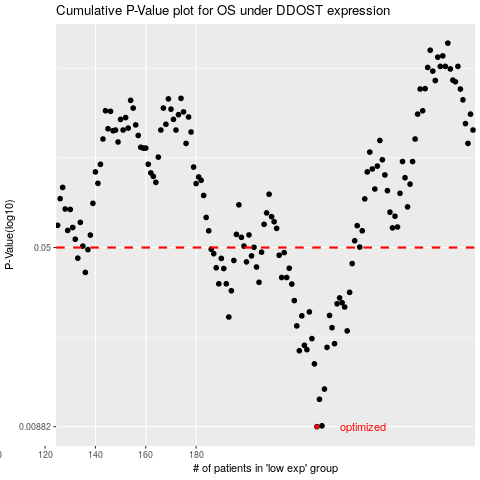 Cumulative P-Value plot for OS under DDOST expression
P-Value(log10)
0.05
0.00882
optimized
0 120 140 160 180
# of patients in 'low exp' group